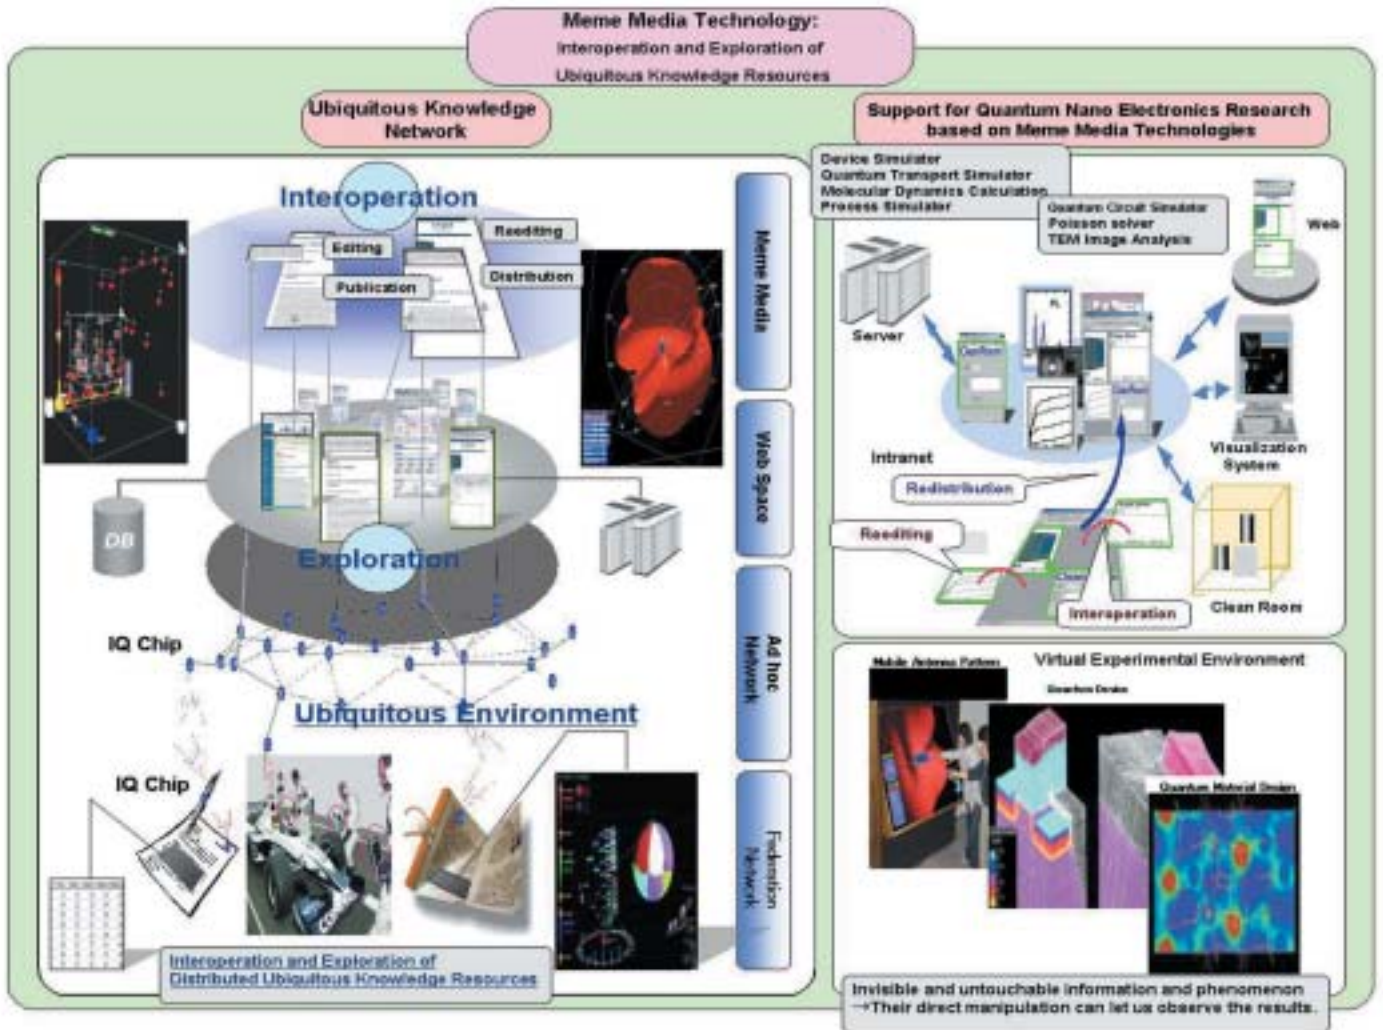 Meme Media Technology:
Interoperation and Exploration of
Ubiquitous Knowledge Resources
Ubiquitous Knowledge
Network
Interoperation
Editing
Reediting
Publication
Distribution
Meme Media
DB
Web Space
Exploration
IQ Chip
Ad hoc
Network
Ubiquitous Environment
IQ Chip
Federation
Network
Interoperation and Exploration of
Distributed Ubiquitous Knowledge Resources
Support for Quantum Nano Electronics Research
based on Meme Media Technologies
Device Simulator
Quantum Transport Simulator
Molecular Dynamics Calculation
Process Simulator
Quantum Circuit Simulator
Poisson solver
TEM Image Analysis
Web
Server
Visualization
System
Intranet
Redistribution
Reediting
Interoperation
Clean Room
Virtual Experimental Environment
Mobile Antenna Pattern
Quantum Device
Quantum Material Design
Invisible and untouchable information and phenomenon
→Their direct manipulation can let us observe the results.